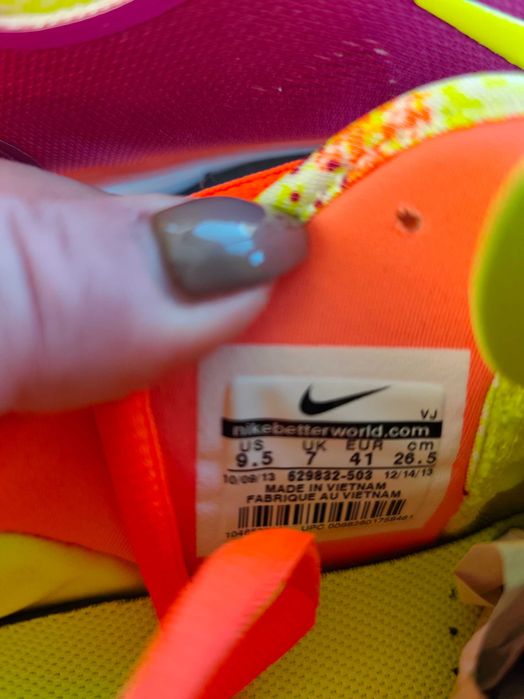 VJ
nikebetterworld.com
US UK EUR cm
9.5 7 41 26.5
10/09/13 629832-503 12/14/13
MADE IN VIETNAM
FABRIQUE AU VIETNAM
UPC